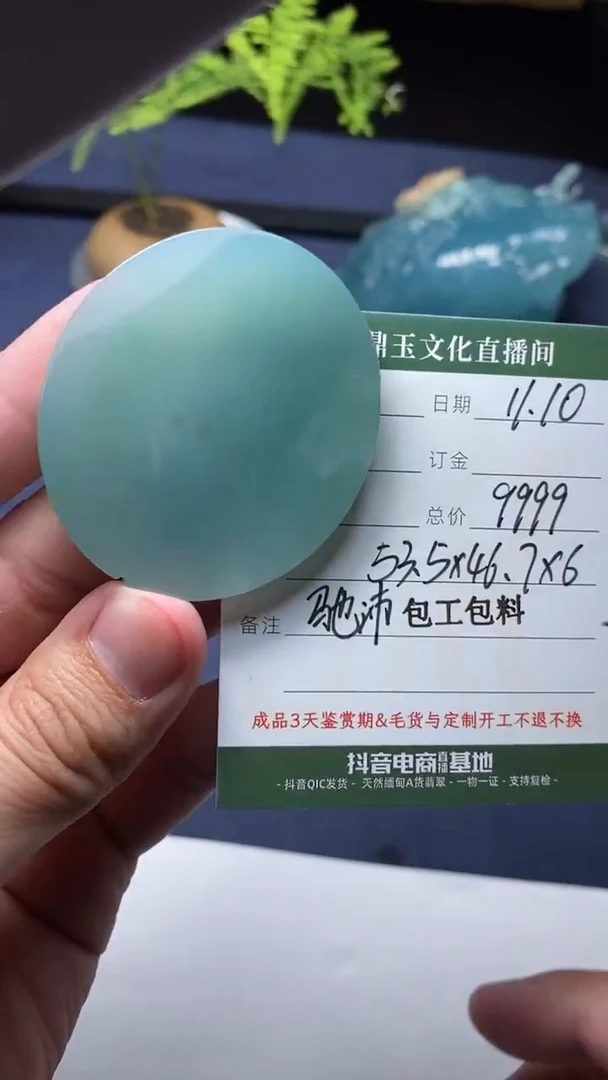 鼎玉文化直播间
日期 11.10
订金
总价 9999
53.5x46.7x6
备注 驰沛 包工包料
成品3天鉴赏期&毛货与定制开工不退不换
抖音电商直播基地
- 抖音QIC发货 - 天然缅甸A货翡翠 - 一物一证 - 支持复检 -